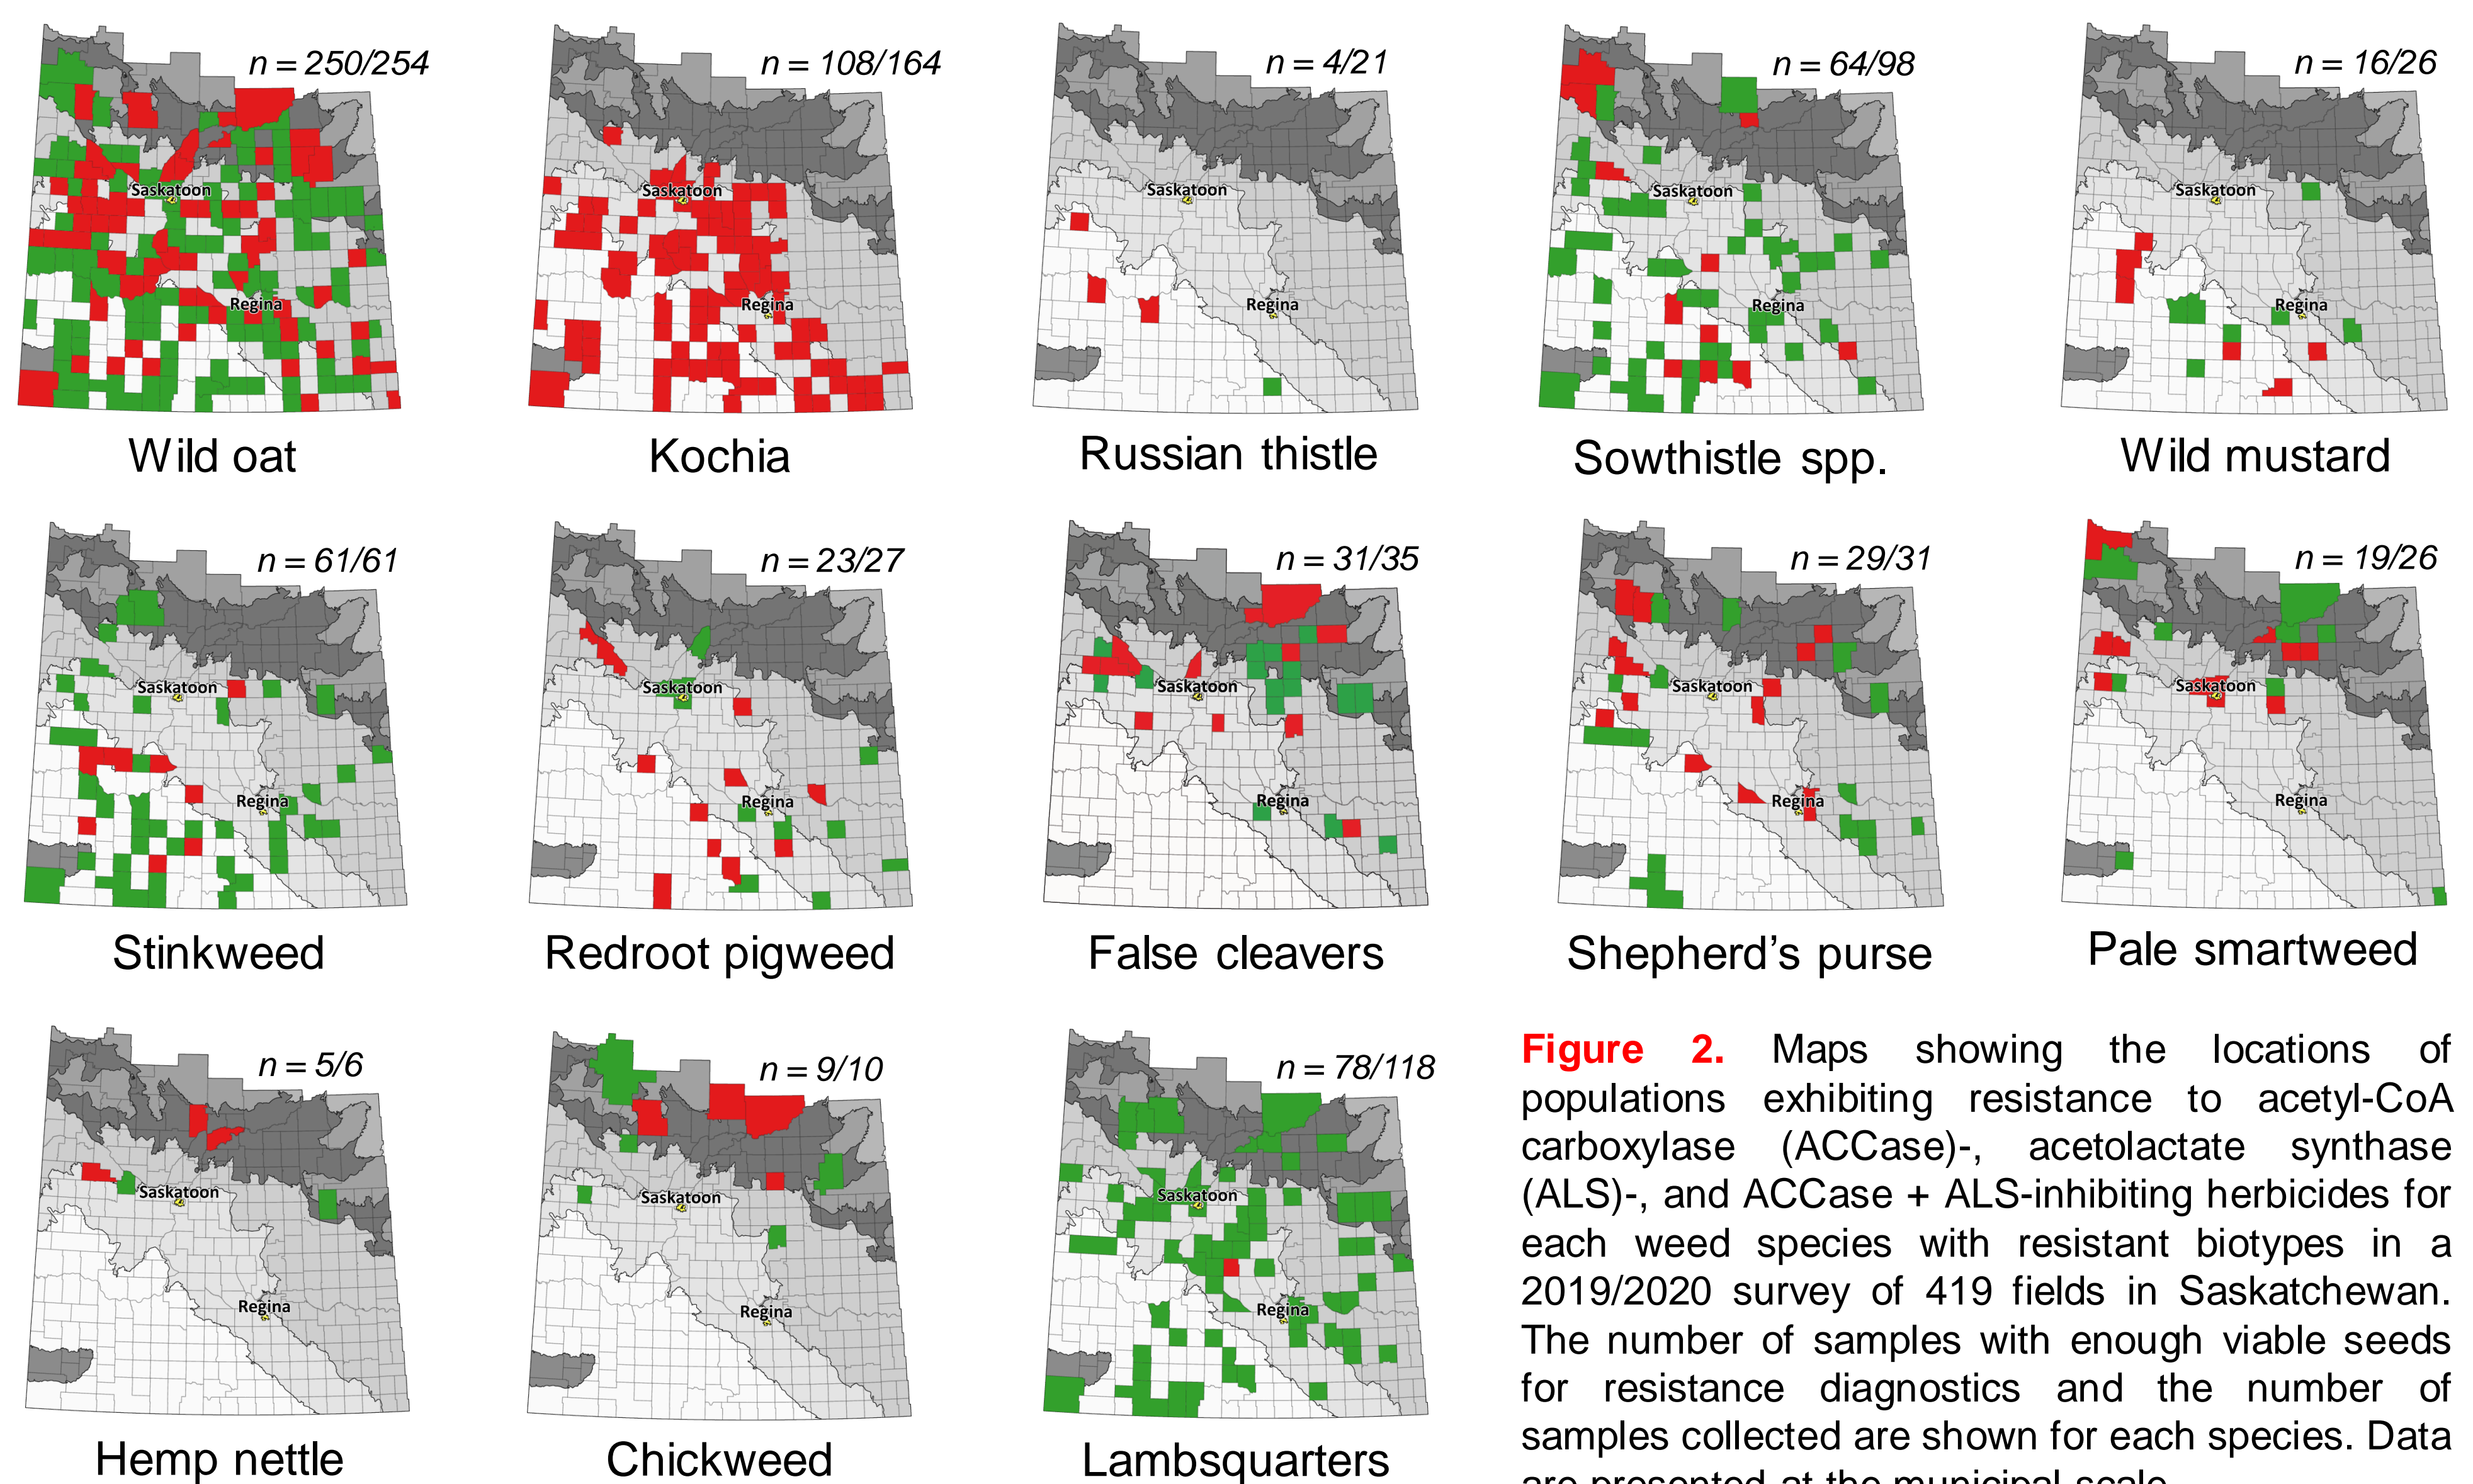 n = 250/254
Saskatoon
Regina
Wild oat
n = 108/164
Saskatoon
Regina
Kochia
n = 4/21
Saskatoon
Regina
Russian thistle
n = 64/98
Saskatoon
Regina
Sowthistle spp.
n = 16/26
Saskatoon
Regina
Wild mustard
n = 61/61
Saskatoon
Regina
Stinkweed
n = 23/27
Saskatoon
Regina
Redroot pigweed
n = 31/35
Saskatoon
Regina
False cleavers
n = 29/31
Saskatoon
Regina
Shepherd’s purse
n = 19/26
Saskatoon
Regina
Pale smartweed
n = 5/6
Saskatoon
Regina
Hemp nettle
n = 9/10
Saskatoon
Regina
Chickweed
n = 78/118
Saskatoon
Regina
Lambsquarters
Figure 2. Maps showing the locations of
populations exhibiting resistance to acetyl-CoA
carboxylase (ACCase)-, acetolactate synthase
(ALS)-, and ACCase + ALS-inhibiting herbicides for
each weed species with resistant biotypes in a
2019/2020 survey of 419 fields in Saskatchewan.
The number of samples with enough viable seeds
for resistance diagnostics and the number of
samples collected are shown for each species. Data
are presented at the municipal scale